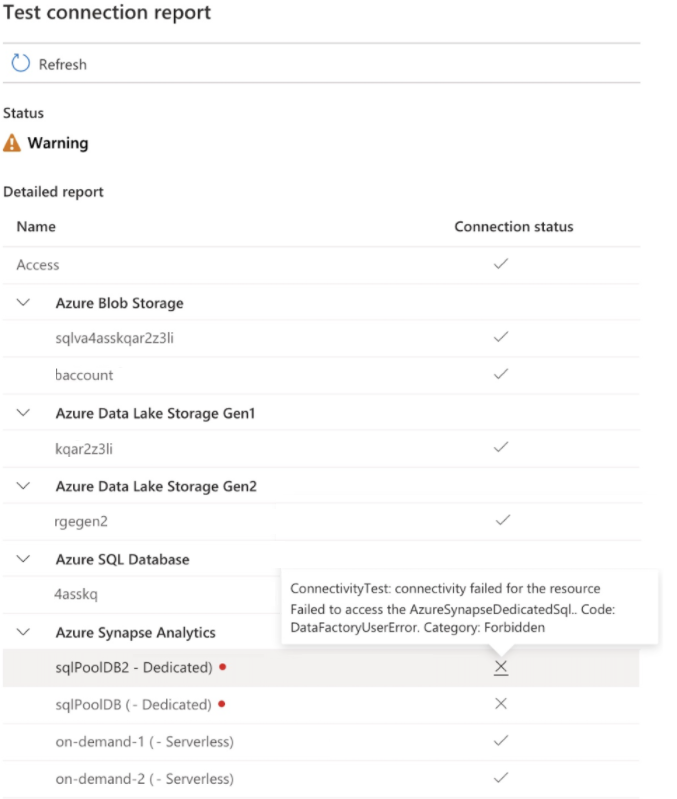 Test connection report
Refresh
Status
Warning
Detailed report
Name Connection status
Access
Azure Blob Storage
sqlva4asskqar2z3li
baccount
Azure Data Lake Storage Gen1
kqar2z3li
Azure Data Lake Storage Gen2
rgegen2
Azure SQL Database
4asskq
ConnectivityTest: connectivity failed for the resource
Failed to access the AzureSynapseDedicatedSql.. Code:
DataFactoryUserError. Category: Forbidden
Azure Synapse Analytics
sqlPoolDB2 - Dedicated)
sqlPoolDB ( - Dedicated)
on-demand-1 ( - Serverless)
on-demand-2 ( - Serverless)